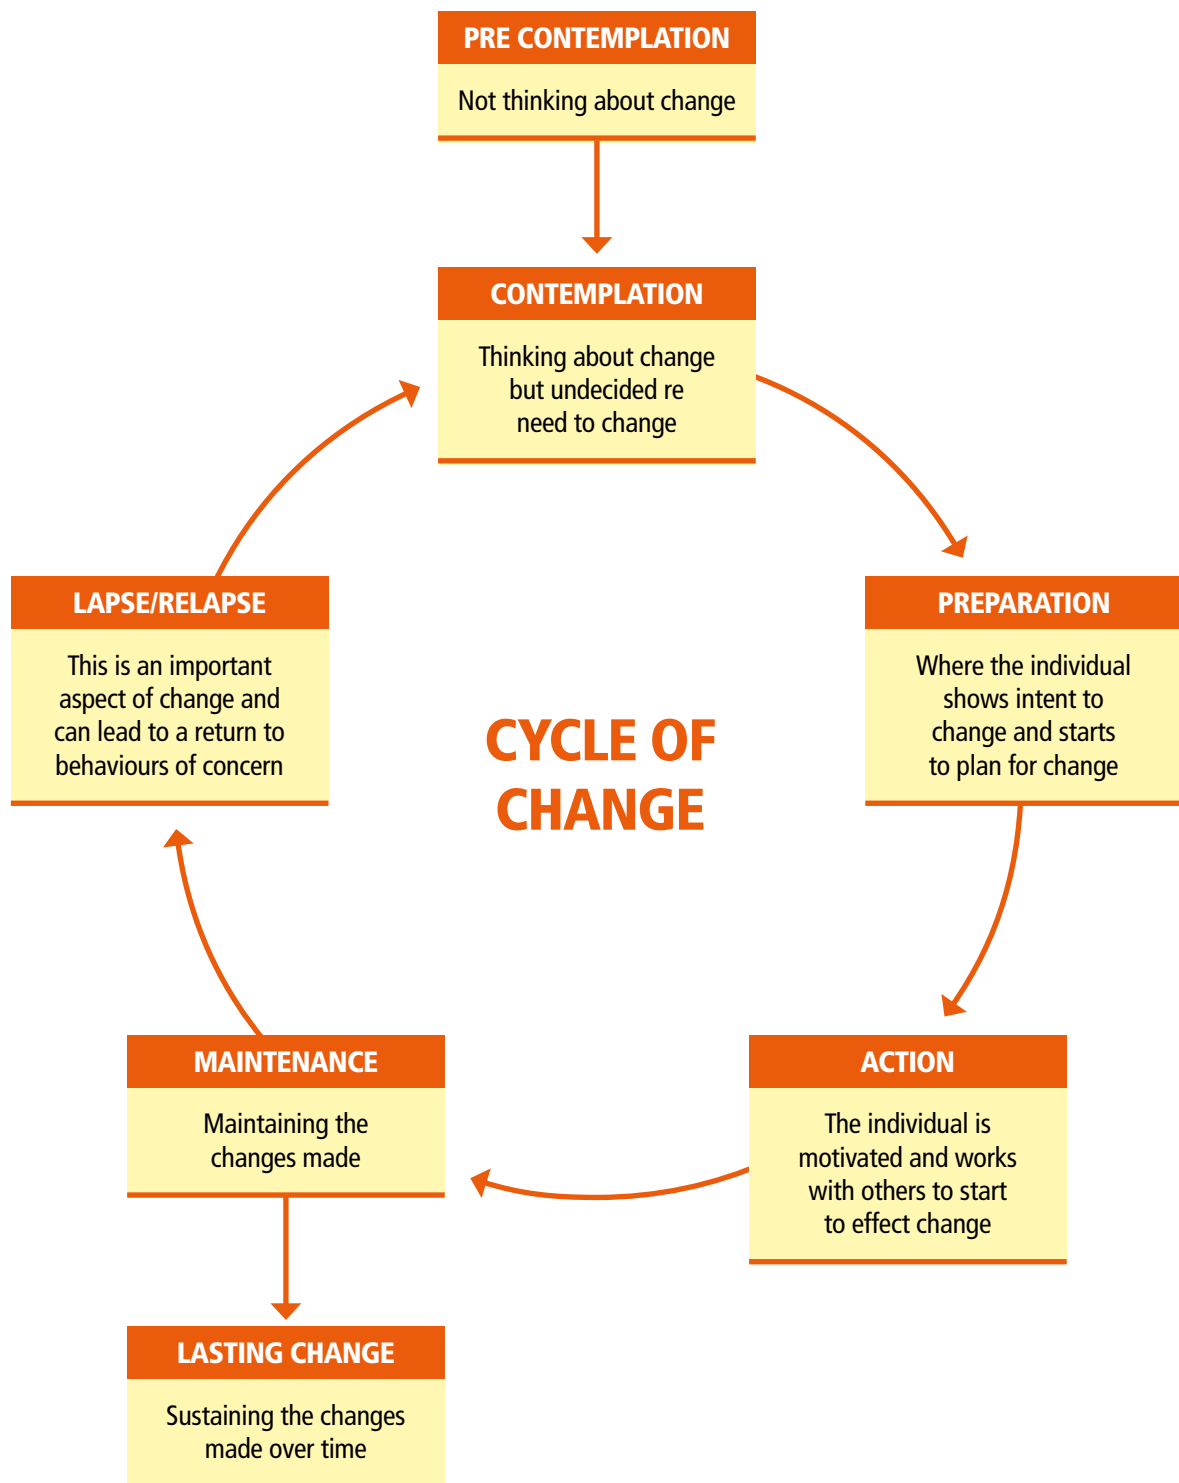 PRE CONTEMPLATION
Not thinking about change
CONTEMPLATION
Thinking about change
but undecided re
need to change
LAPSE/RELAPSE
This is an important
aspect of change and
can lead to a return to
behaviours of concern
PREPARATION
Where the individual
shows intent to
change and starts
to plan for change
CYCLE OF
CHANGE
MAINTENANCE
Maintaining the
changes made
ACTION
The individual is
motivated and works
with others to start
to effect change
LASTING CHANGE
Sustaining the changes
made over time